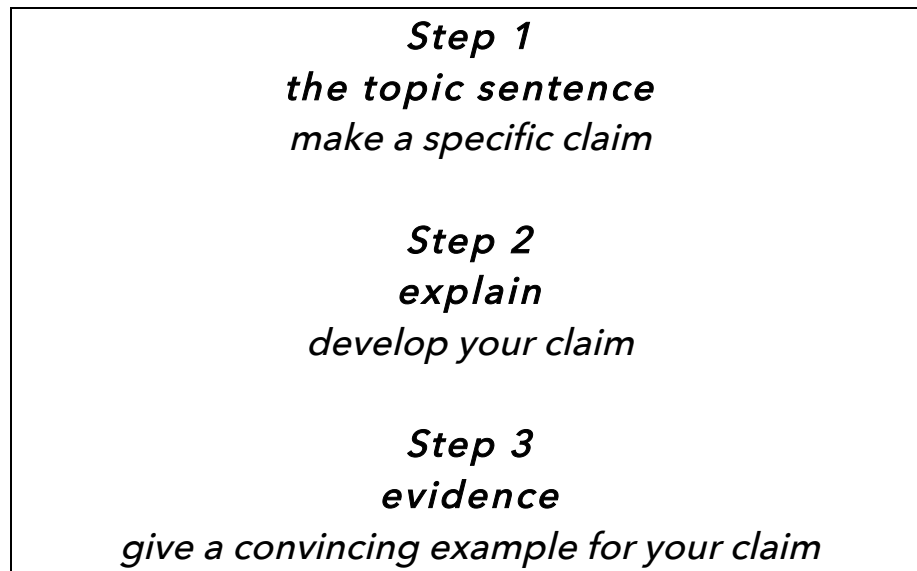 Step 1
the topic sentence
make a specific claim
Step 2
explain
develop your claim
Step 3
evidence
give a convincing example for your claim